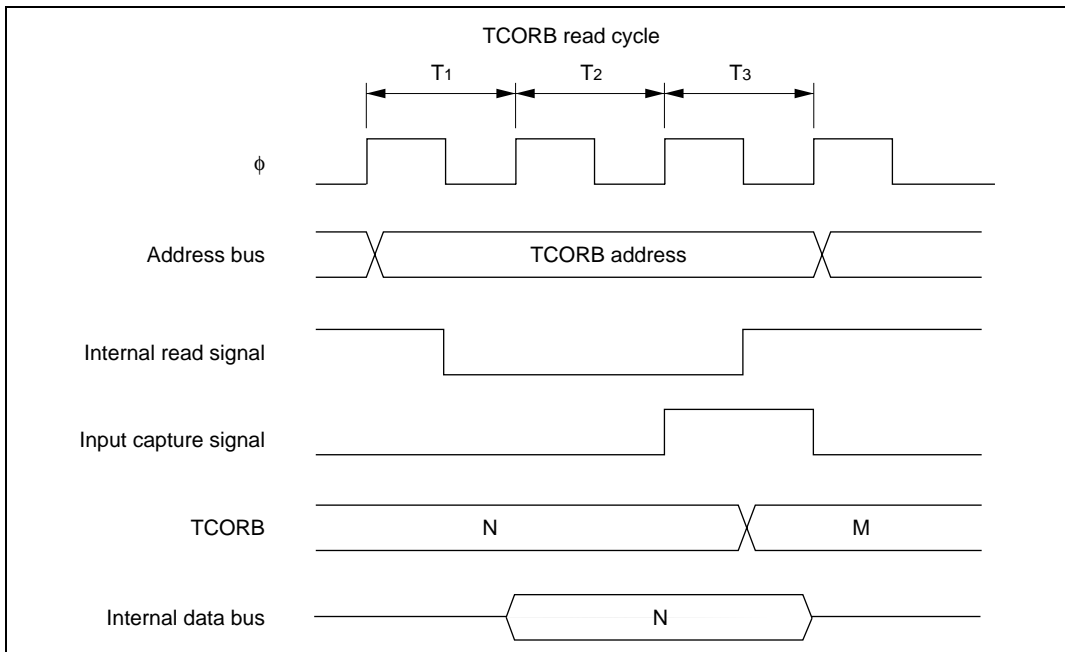 TCORB read cycle
T1 T2 T3
ϕ
Address bus TCORB address
Internal read signal
Input capture signal
TCORB N M
Internal data bus N